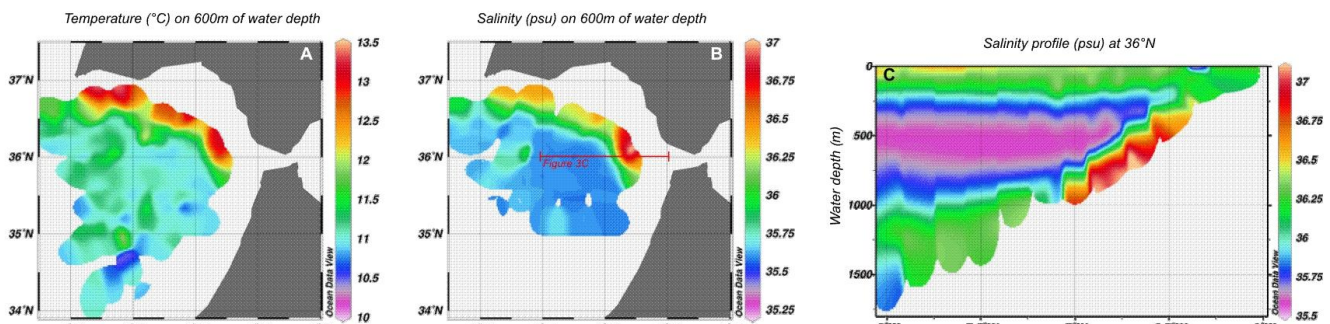 Temperature (°C) on 600m of water depth
A
37°N
36°N
35°N
34°N
13.5
13
12.5
12
11.5
11
10.5
10
Ocean Data View
Salinity (psu) on 600m of water depth
B
Figure 3C
37°N
36°N
35°N
34°N
37
36.75
36.5
36.25
36
35.75
35.5
35.25
Ocean Data View
Salinity profile (psu) at 36°N
C
Water depth (m)
0
500
1000
1500
37
36.75
36.5
36.25
36
35.75
35.5
Ocean Data View